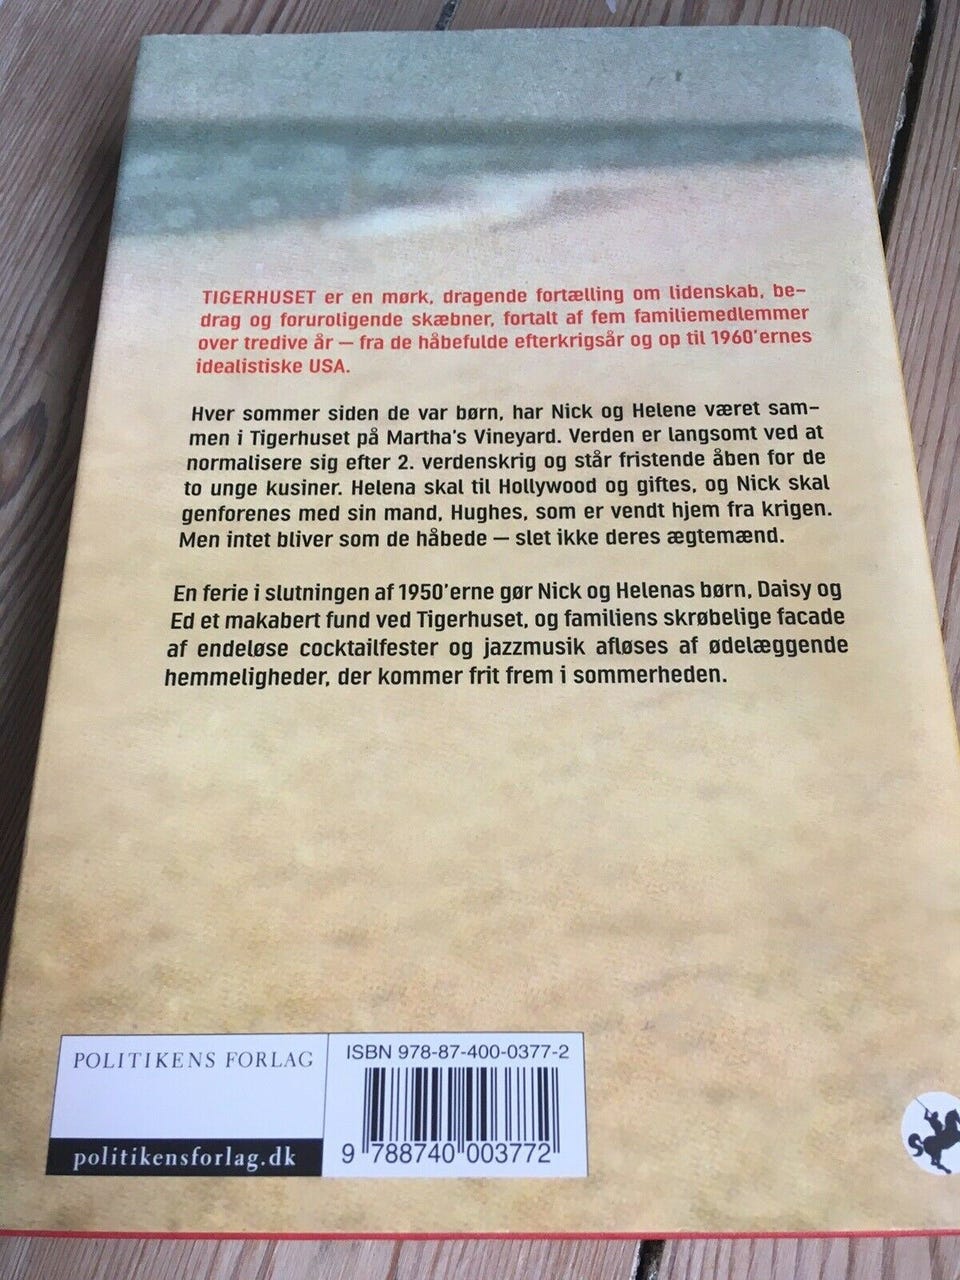 TIGERHUSET er en mørk, dragende fortælling om lidenskab, be-
drag og foruroligende skæbner, fortalt af fem familiemedlemmer
over tredive år – fra de håbefulde efterkrigsår og op til 1960'ernes
idealistiske USA.
Hver sommer siden de var børn, har Nick og Helene været sam-
men i Tigerhuset på Martha's Vineyard. Verden er langsomt ved at
normalisere sig efter 2. verdenskrig og står fristende åben for de
to unge kusiner. Helena skal til Hollywood og giftes, og Nick skal
genforenes med sin mand, Hughes, som er vendt hjem fra krigen.
Men intet bliver som de håbede – slet ikke deres ægtemænd.
En ferie i slutningen af 1950'erne gør Nick og Helenas børn, Daisy og
Ed et makabert fund ved Tigerhuset, og familiens skrøbelige facade
af endeløse cocktailfester og jazzmusik afløses af ødelæggende
hemmeligheder, der kommer frit frem i sommerheden.
POLITIKENS FORLAG
politikensforlag.dk
ISBN 978-87-400-0377-2
9 788740 003772